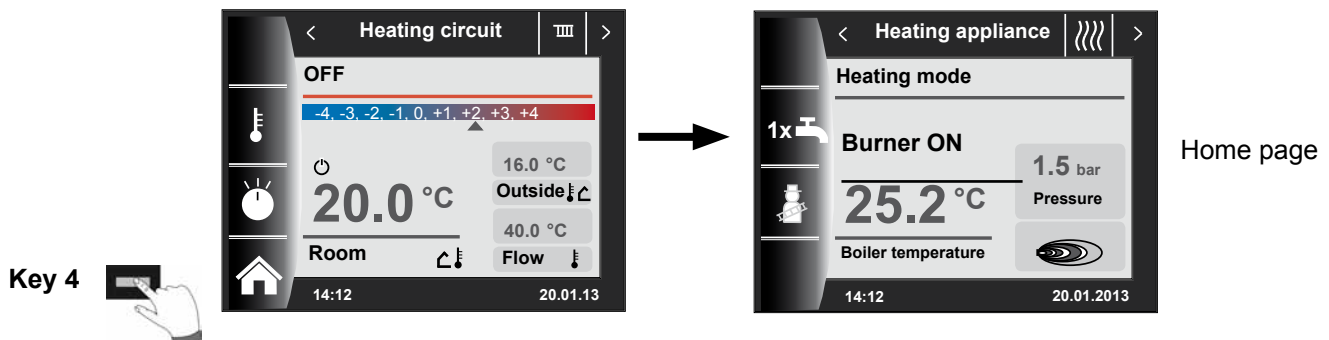 < Heating circuit >
OFF
-4, -3, -2, -1, 0, +1, +2, +3, +4
16.0 °C
Outside
20.0 °C
40.0 °C
Room
Flow
14:12 20.01.13
Key 4
< Heating appliance >
Heating mode
1x
Burner ON
1.5 bar
Pressure
25.2 °C
Boiler temperature
14:12 20.01.2013
Home page